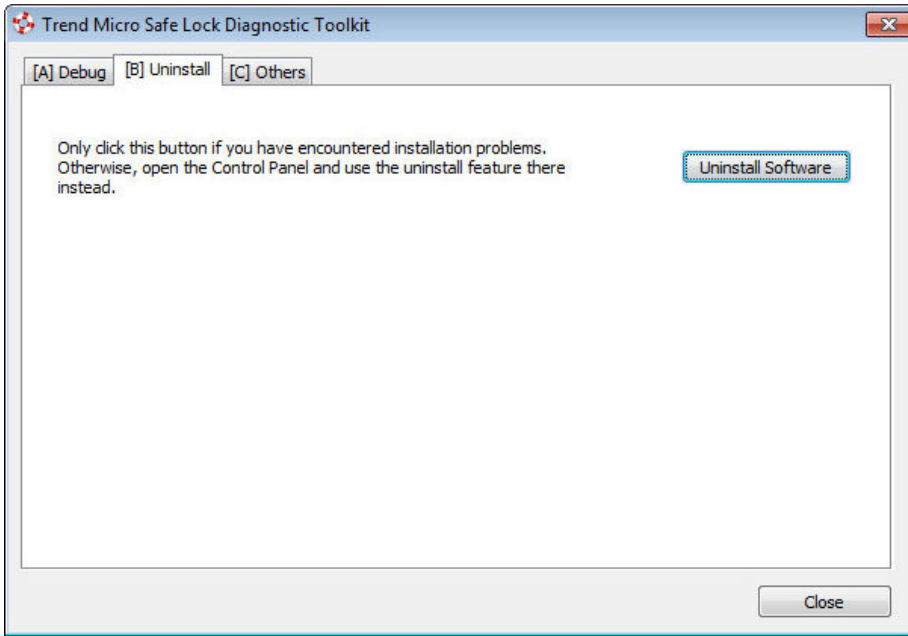 Trend Micro Safe Lock Diagnostic Toolkit
[A] Debug [B] Uninstall [C] Others
Only click this button if you have encountered installation problems.
Otherwise, open the Control Panel and use the uninstall feature there
instead.
Uninstall Software
Close